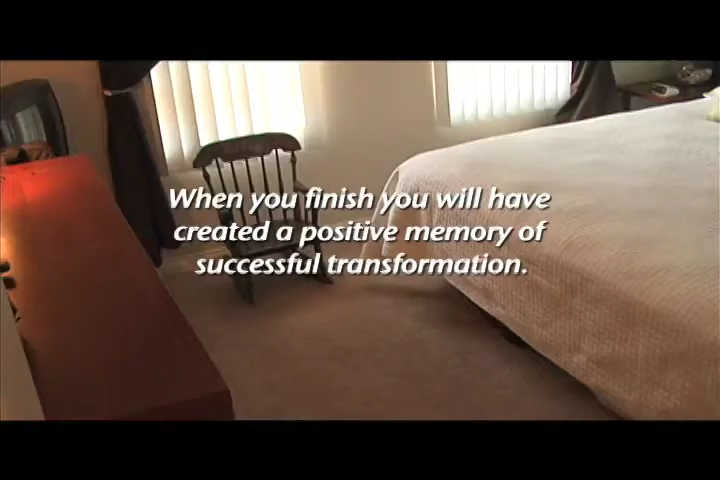 When you finish you will have
created a positive memory of
successful transformation.